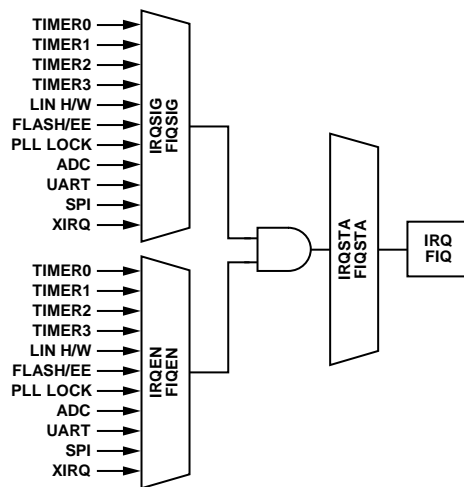 TIMER0
TIMER1
TIMER2
TIMER3
LIN H/W
FLASH/EE
PLL LOCK
ADC
UART
SPI
XIRQ
IRQSIG
FIQSIG
TIMER0
TIMER1
TIMER2
TIMER3
LIN H/W
FLASH/EE
PLL LOCK
ADC
UART
SPI
XIRQ
IRQEN
FIQEN
IRQSTA
FIQSTA
IRQ
FIQ